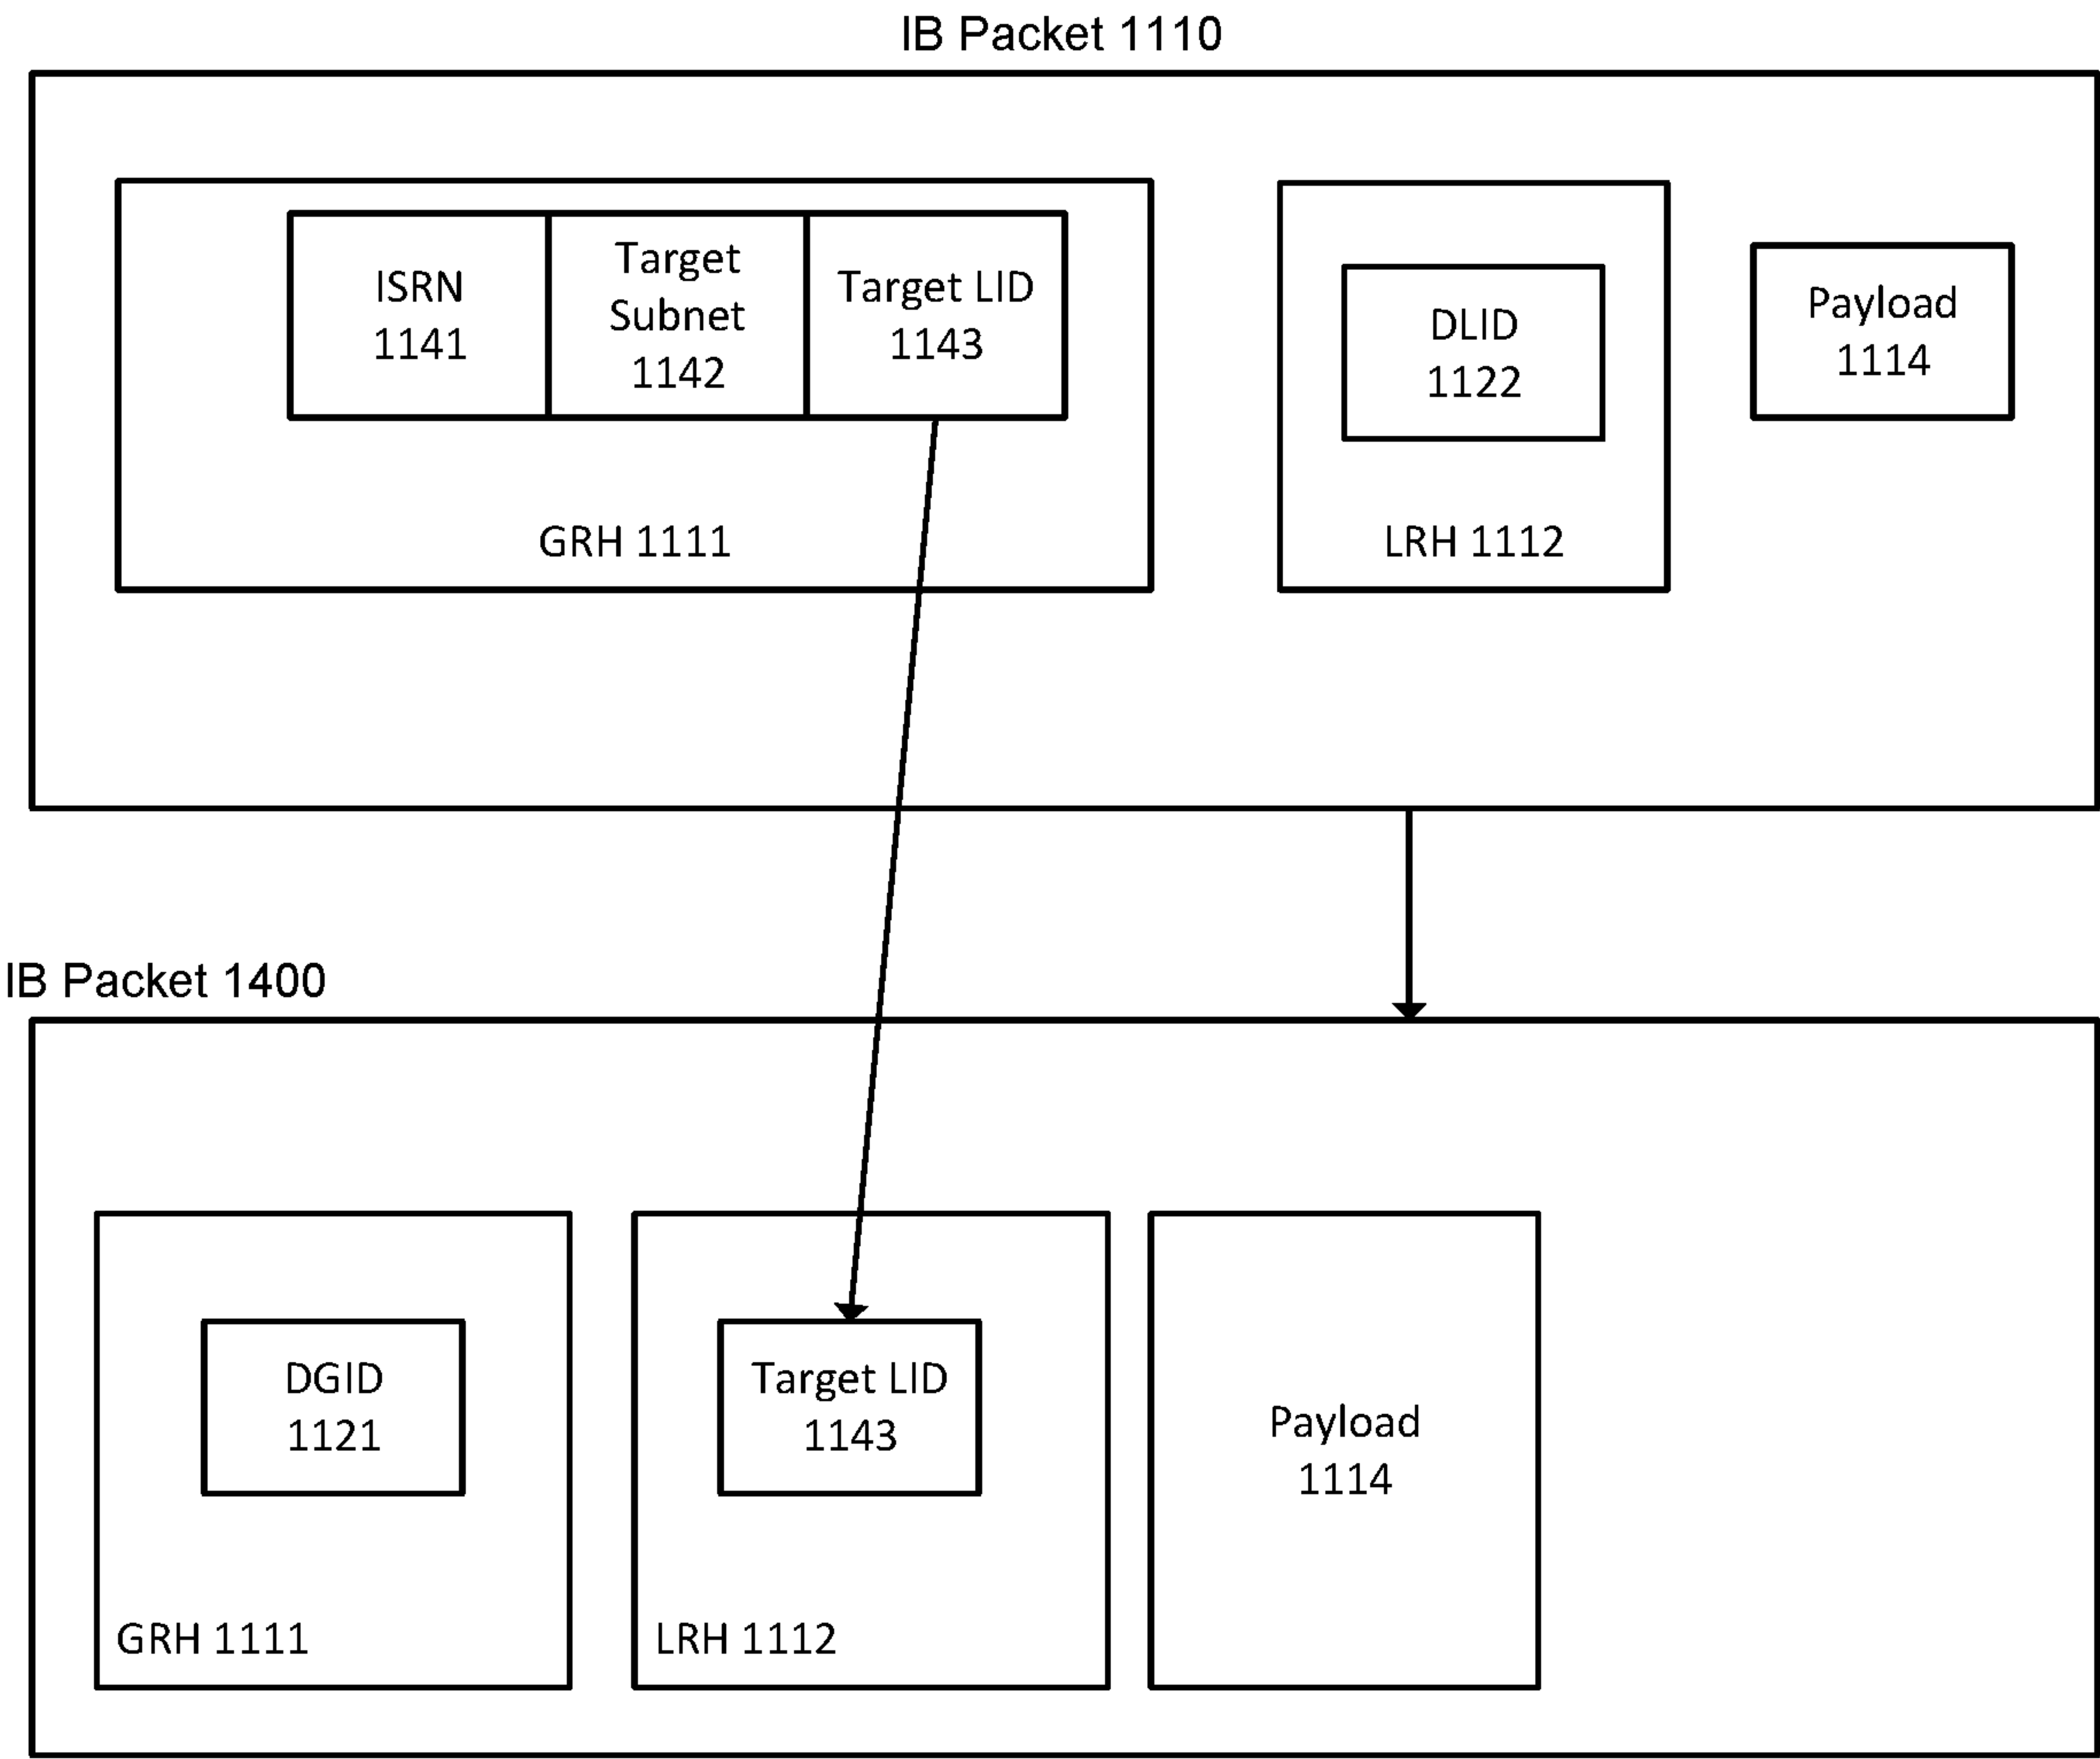 IB Packet 1110
ISRN
1141
Target
Subnet
1142
Target LID
1143
GRH 1111
DLID
1122
LRH 1112
Payload
1114
IB Packet 1400
DGID
1121
GRH 1111
Target LID
1143
LRH 1112
Payload
1114